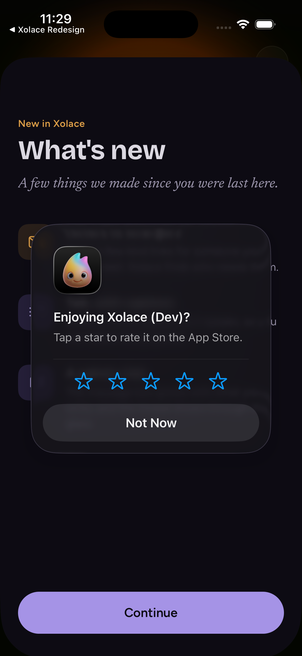 11:29
◀ Xolace Redesign
New in Xolace
What's new
A few things we made since you were last here.
Enjoying Xolace (Dev)?
Tap a star to rate it on the App Store.
Not Now
Continue